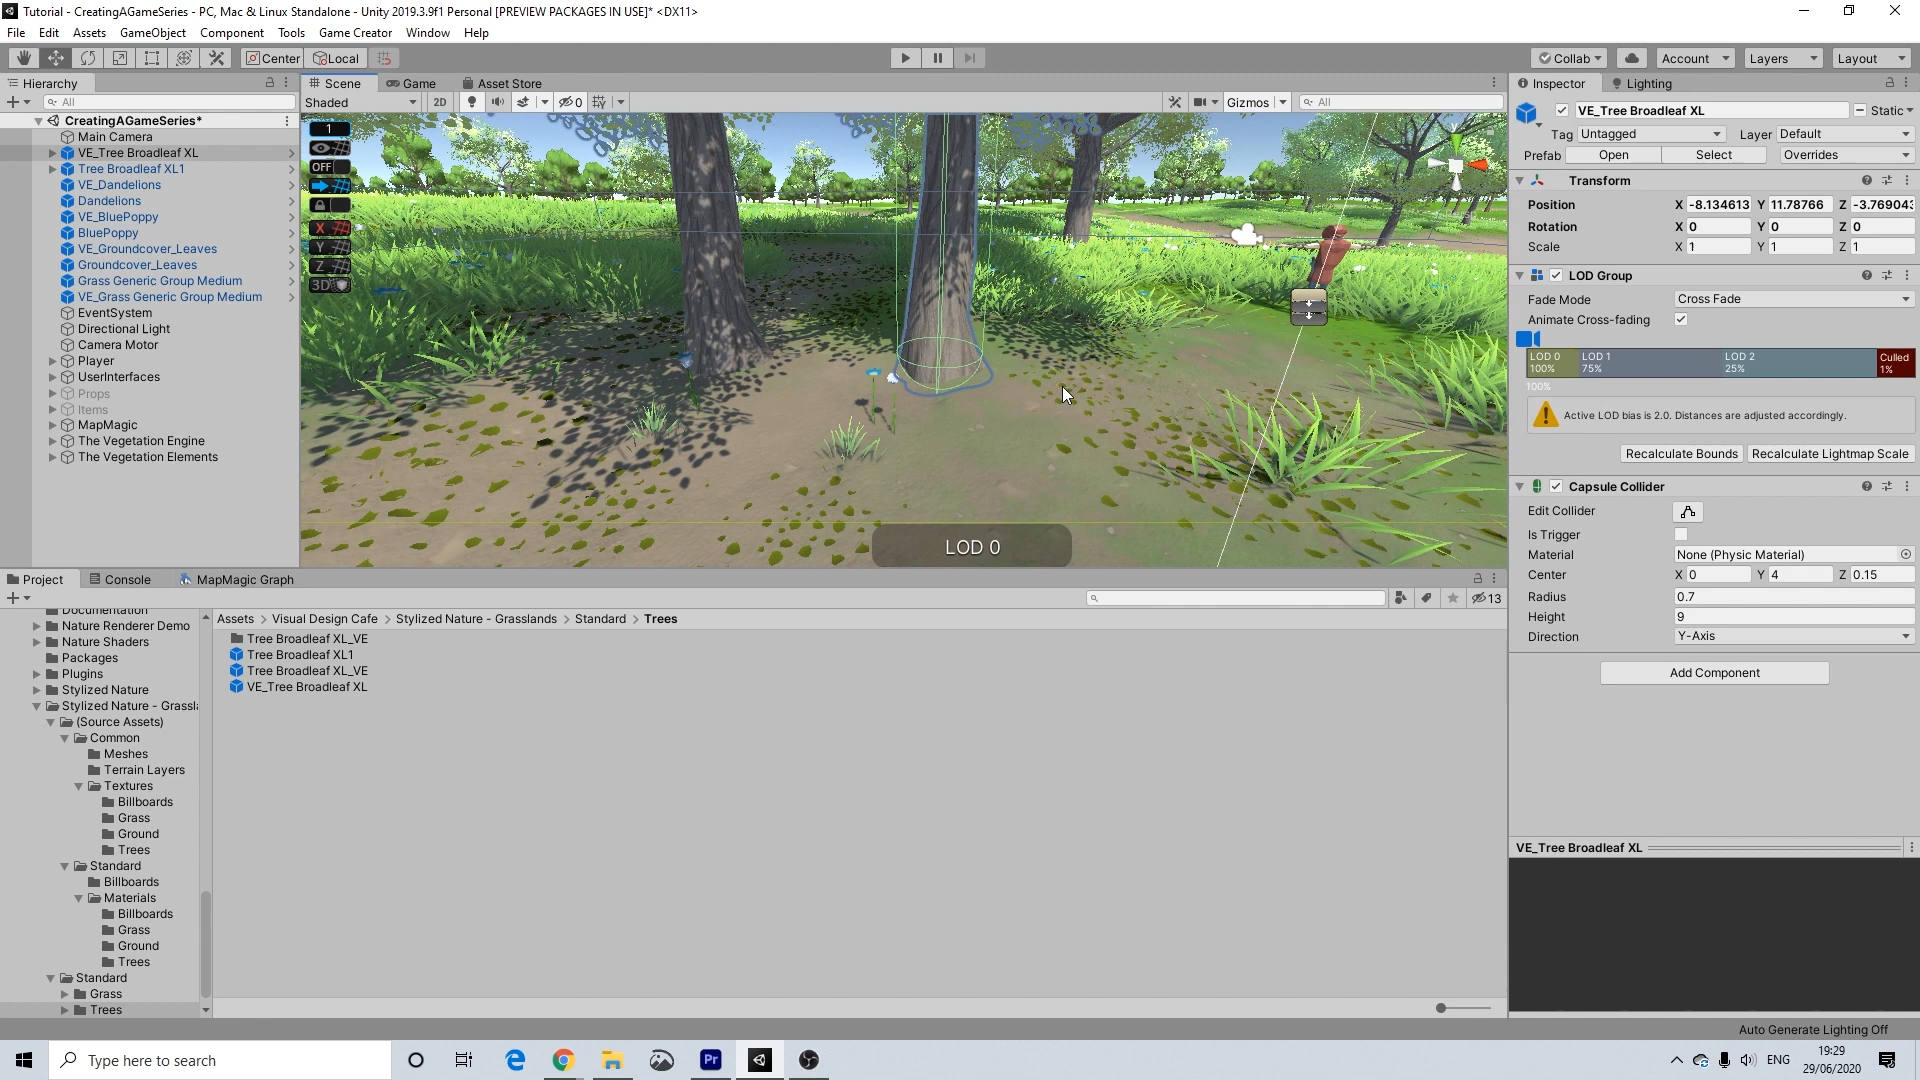 Tutorial - CreatingAGameSeries - PC, Mac & Linux Standalone - Unity 2019.3.9f1 Personal [PREVIEW PACKAGES IN USE]* <DX11>
File Edit Assets GameObject Component Tools Game Creator Window Help
Center Local Collab Account Layers Layout
Hierarchy
All
CreatingAGameSeries*
Main Camera
VE_Tree Broadleaf XL
Tree Broadleaf XL1
VE_Dandelions
Dandelions
VE_BluePoppy
BluePoppy
VE_Groundcover_Leaves
Groundcover_Leaves
Grass Generic Group Medium
VE_Grass Generic Group Medium
EventSystem
Directional Light
Camera Motor
Player
UserInterfaces
Props
Items
MapMagic
The Vegetation Engine
The Vegetation Elements
Scene Game Asset Store
Shaded 2D 0 Gizmos All
1
OFF
X
Y
Z
3D
LOD 0
Inspector Lighting
VE_Tree Broadleaf XL Static
Tag Untagged Layer Default
Prefab Open Select Overrides
Transform
Position X -8.134613 Y 11.78766 Z -3.769043
Rotation X 0 Y 0 Z 0
Scale X 1 Y 1 Z 1
LOD Group
Fade Mode Cross Fade
Animate Cross-fading
LOD 0 LOD 1 LOD 2 Culled
100% 75% 25% 1%
100%
Active LOD bias is 2.0. Distances are adjusted accordingly.
Recalculate Bounds Recalculate Lightmap Scale
Capsule Collider
Edit Collider
Is Trigger
Material None (Physic Material)
Center X 0 Y 4 Z 0.15
Radius 0.7
Height 9
Direction Y-Axis
Add Component
VE_Tree Broadleaf XL
Project Console MapMagic Graph
13
Documentation
Nature Renderer Demo
Nature Shaders
Packages
Plugins
Stylized Nature
Stylized Nature - Grassl
(Source Assets)
Common
Meshes
Terrain Layers
Textures
Billboards
Grass
Ground
Trees
Standard
Billboards
Materials
Billboards
Grass
Ground
Trees
Standard
Grass
Trees
Assets > Visual Design Cafe > Stylized Nature - Grasslands > Standard > Trees
Tree Broadleaf XL_VE
Tree Broadleaf XL1
Tree Broadleaf XL_VE
VE_Tree Broadleaf XL
Auto Generate Lighting Off
Type here to search
Pr
ENG
19:29
29/06/2020